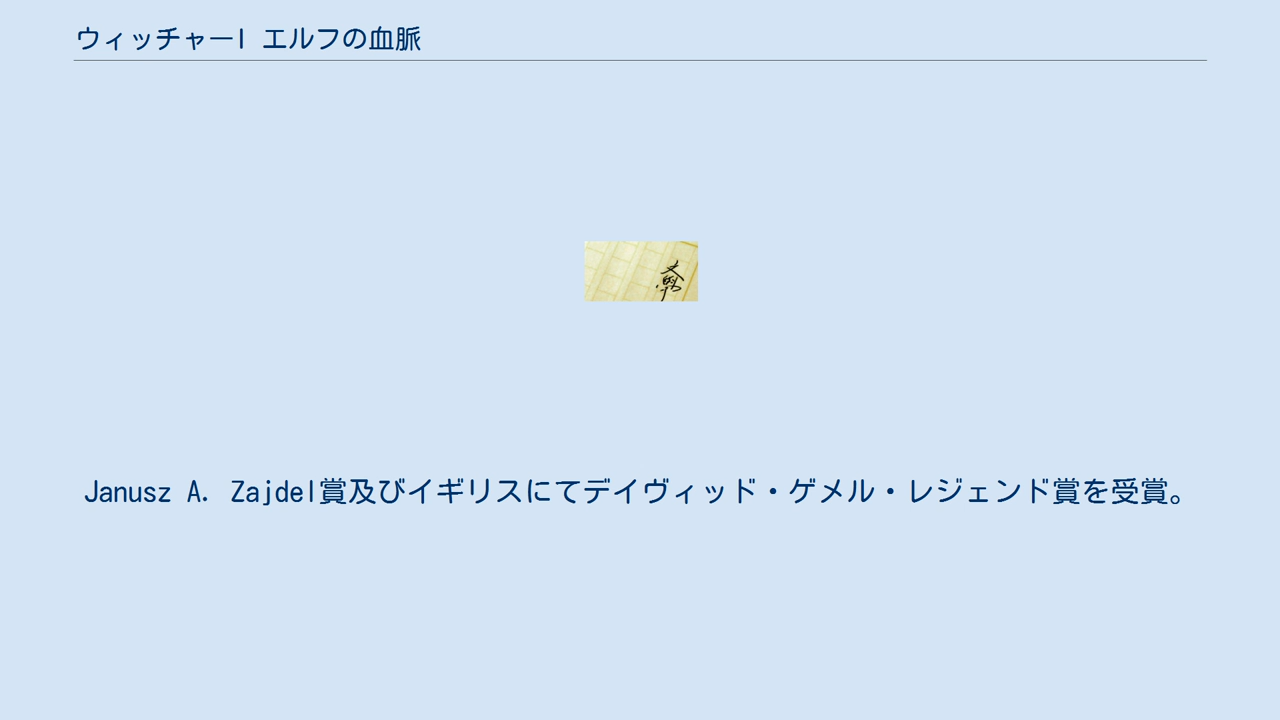 ウィッチャーI エルフの血脈
Janusz A. Zajdel賞及びイギリスにてデイヴィッド・ゲメル・レジェンド賞を受賞。